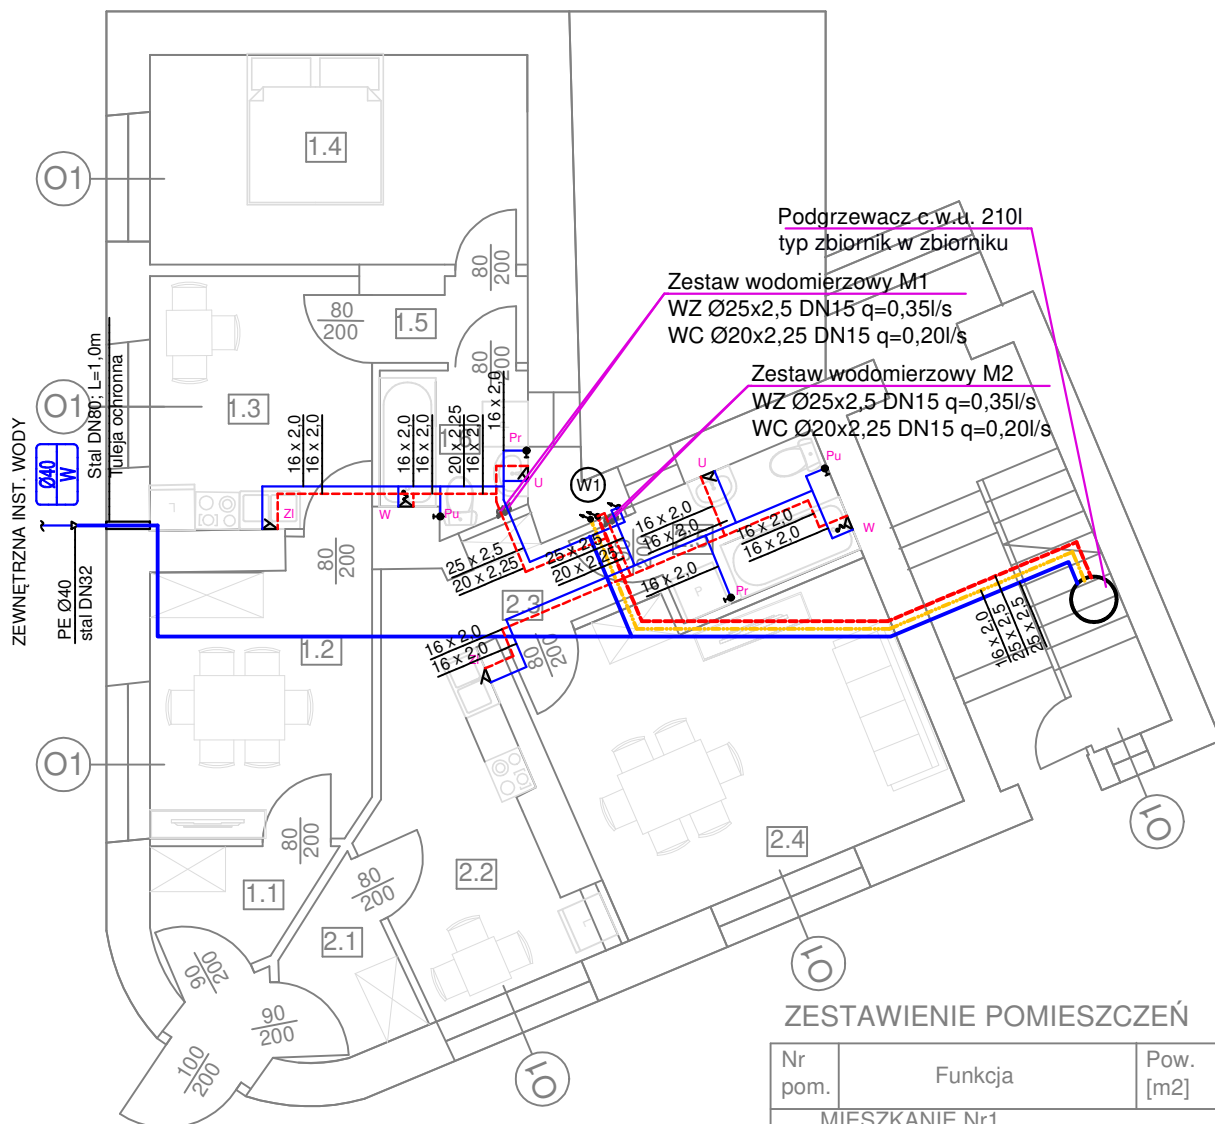 Podgrzewacz c.w.u. 210l
typ zbiornik w zbiorniku
Zestaw wodomierzowy M1
WZ Ø25x2,5 DN15 q=0,35l/s
WC Ø20x2,25 DN15 q=0,20l/s
Zestaw wodomierzowy M2
WZ Ø25x2,5 DN15 q=0,35l/s
WC Ø20x2,25 DN15 q=0,20l/s
O1
O1
O1
O1
O1
O1
1.4
1.5
1.3
1.2
1.1
2.1
2.2
2.3
2.4
80
200
80
200
80
200
80
200
80
200
80
200
80
200
90
200
90
200
100
200
ZEWNĘTRZNA INST. WODY
Ø40
W
Stal DN80; L=1,0m
Tuleja ochronna
PE Ø40
stal DN32
16 x 2,0
16 x 2,0
16 x 2,0
16 x 2,0
20 x 2,25
16 x 2,0
16 x 2,0
Zl
W
Pu
Pr
U
W1
25 x 2,5
20 x 2,25
25 x 2,5
20 x 2,25
16 x 2,0
16 x 2,0
16 x 2,0
16 x 2,0
16 x 2,0
16 x 2,0
16 x 2,0
U
Pu
W
Pr
P
16 x 2,0
25 x 2,5
25 x 2,5
ZESTAWIENIE POMIESZCZEŃ
Nr
pom.
Funkcja
Pow.
[m2]
MIESZKANIE Nr1